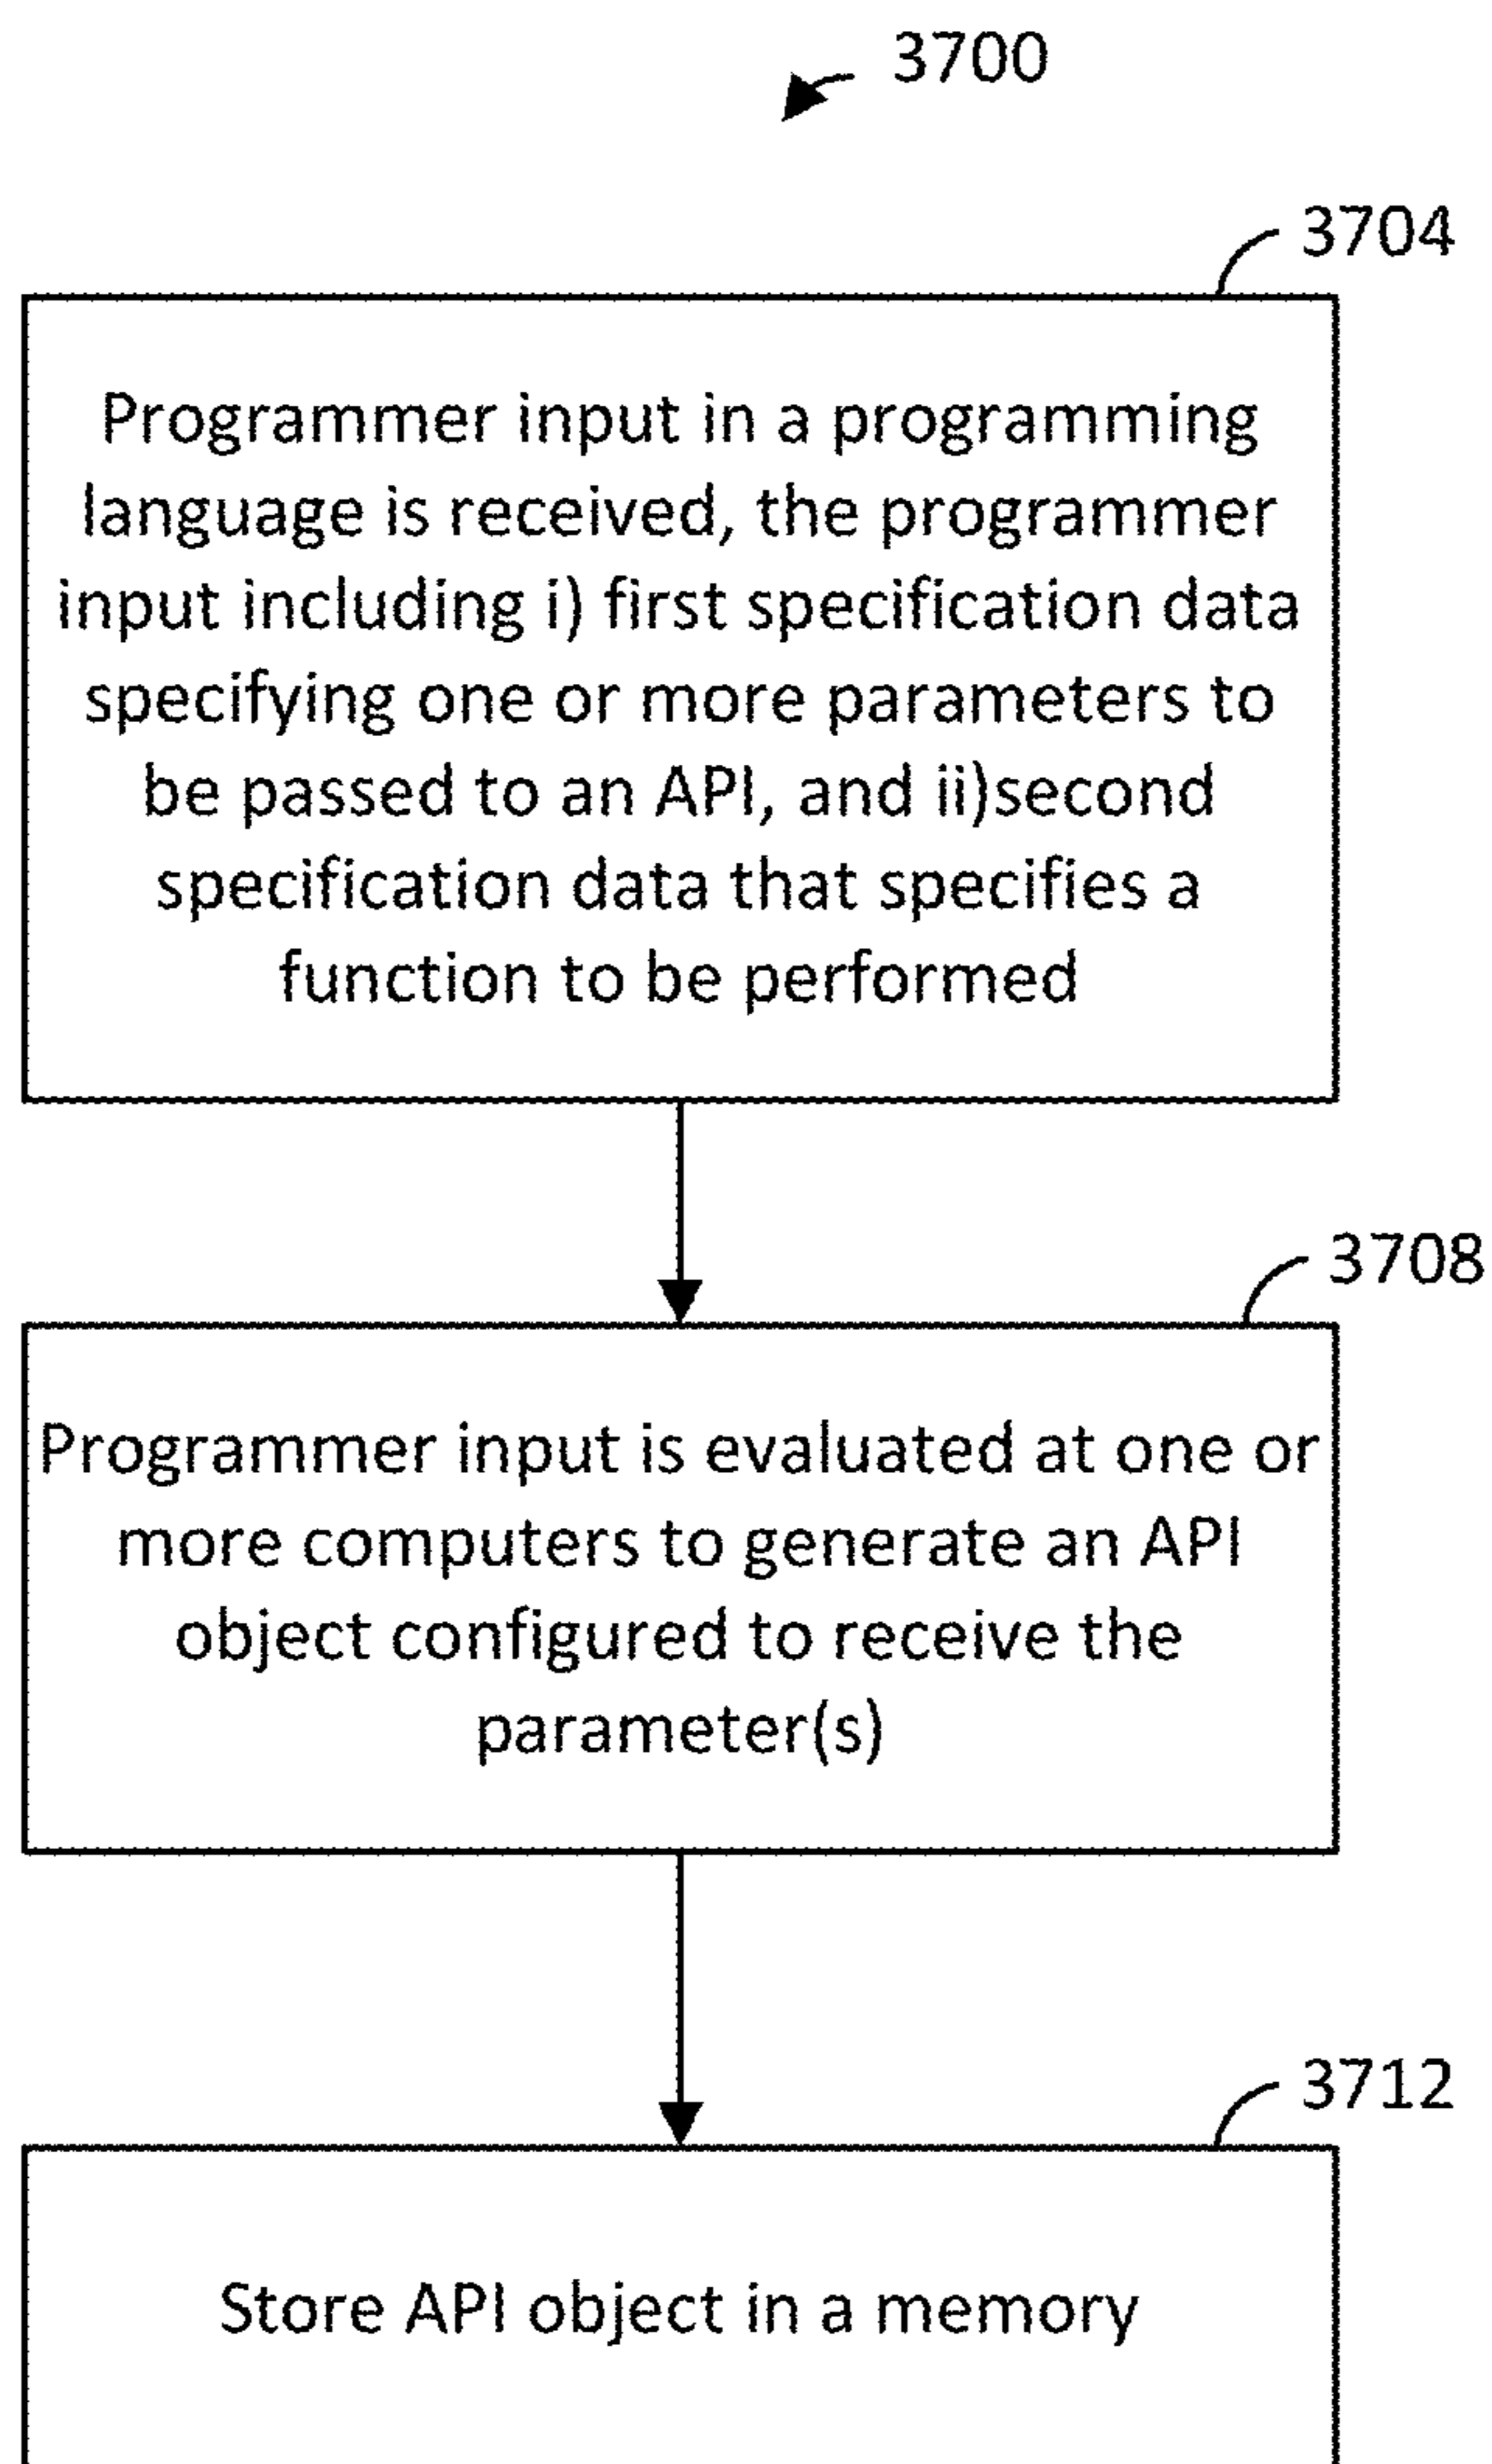 3700
3704
Programmer input in a programming
language is received, the programmer
input including i) first specification data
specifying one or more parameters to
be passed to an API, and ii)second
specification data that specifies a
function to be performed
3708
Programmer input is evaluated at one or
more computers to generate an API
object configured to receive the
parameter(s)
3712
Store API object in a memory